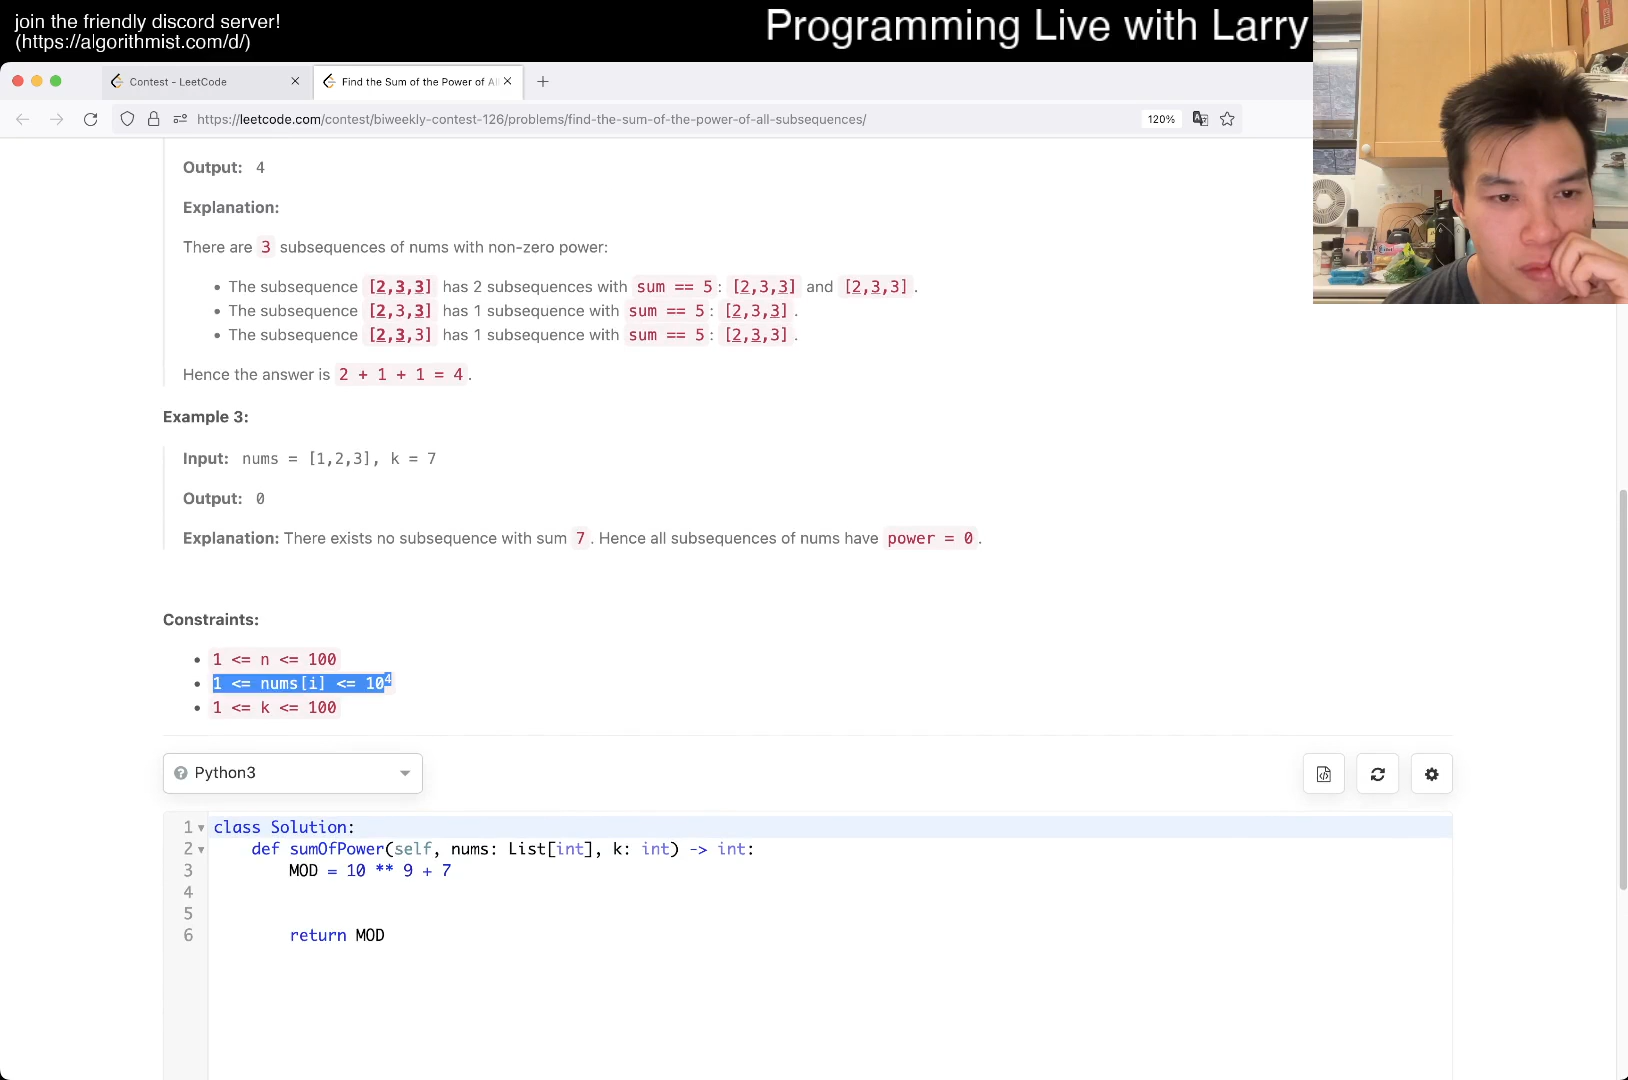 join the friendly discord server!
(https://algorithmist.com/d/)
Programming Live with Larry
Contest - LeetCode
Find the Sum of the Power of Al
https://leetcode.com/contest/biweekly-contest-126/problems/find-the-sum-of-the-power-of-all-subsequences/
120%
Output: 4
Explanation:
There are 3 subsequences of nums with non-zero power:
• The subsequence [2,3,3] has 2 subsequences with sum == 5: [2,3,3] and [2,3,3].
• The subsequence [2,3,3] has 1 subsequence with sum == 5: [2,3,3].
• The subsequence [2,3,3] has 1 subsequence with sum == 5: [2,3,3].
Hence the answer is 2 + 1 + 1 = 4.
Example 3:
Input: nums = [1,2,3], k = 7
Output: 0
Explanation: There exists no subsequence with sum 7. Hence all subsequences of nums have power = 0.
Constraints:
• 1 <= n <= 100
• 1 <= nums[i] <= 10⁴
• 1 <= k <= 100
Python3
1 class Solution:
2     def sumOfPower(self, nums: List[int], k: int) -> int:
3         MOD = 10 ** 9 + 7
4
5
6         return MOD